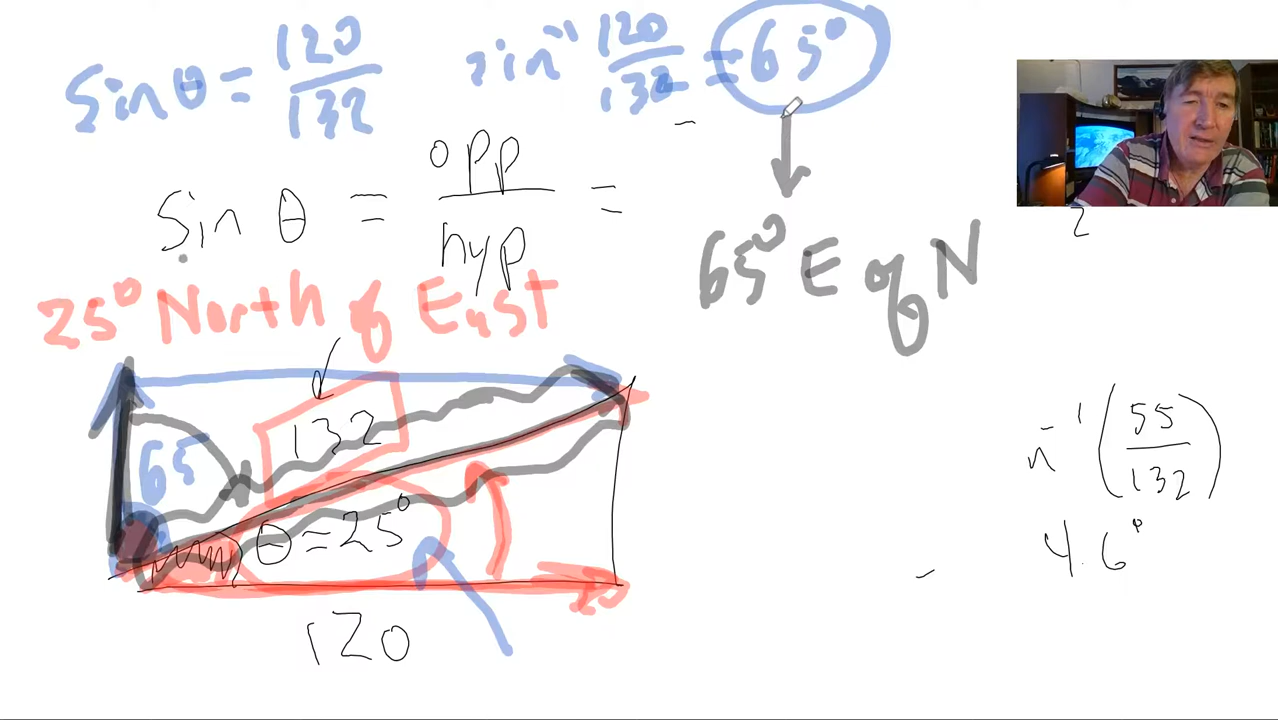 sin θ = 120/132
sin⁻¹ 120/132 = 65°
sin θ = opp/hyp =
65° E of N
25° North of East
132
65
θ = 25°
120
2
n⁻¹ (55/132)
4.6°